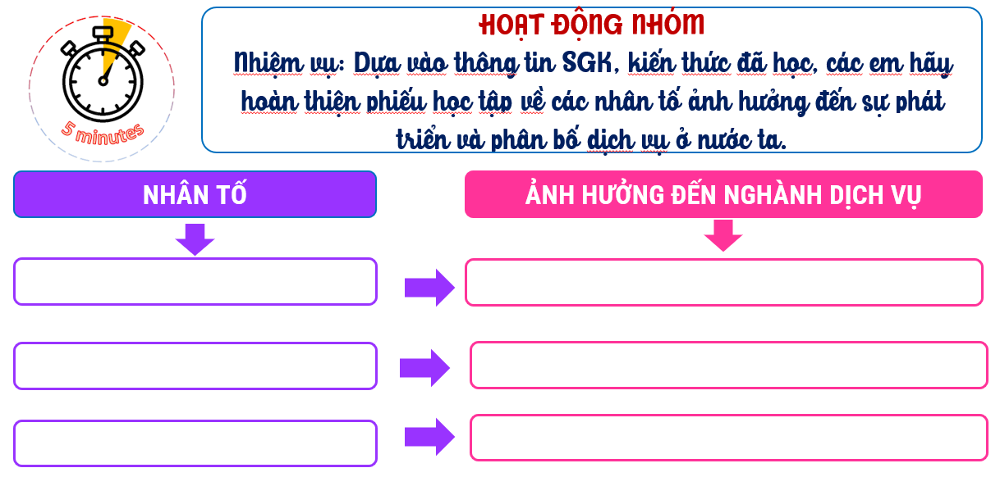 5 minutes
HOẠT ĐỘNG NHÓM
Nhiệm vụ: Dựa vào thông tin SGK, kiến thức đã học, các em hãy
hoàn thiện phiếu học tập về các nhân tố ảnh hưởng đến sự phát
triển và phân bố dịch vụ ở nước ta.
NHÂN TỐ
ẢNH HƯỞNG ĐẾN NGHÀNH DỊCH VỤ